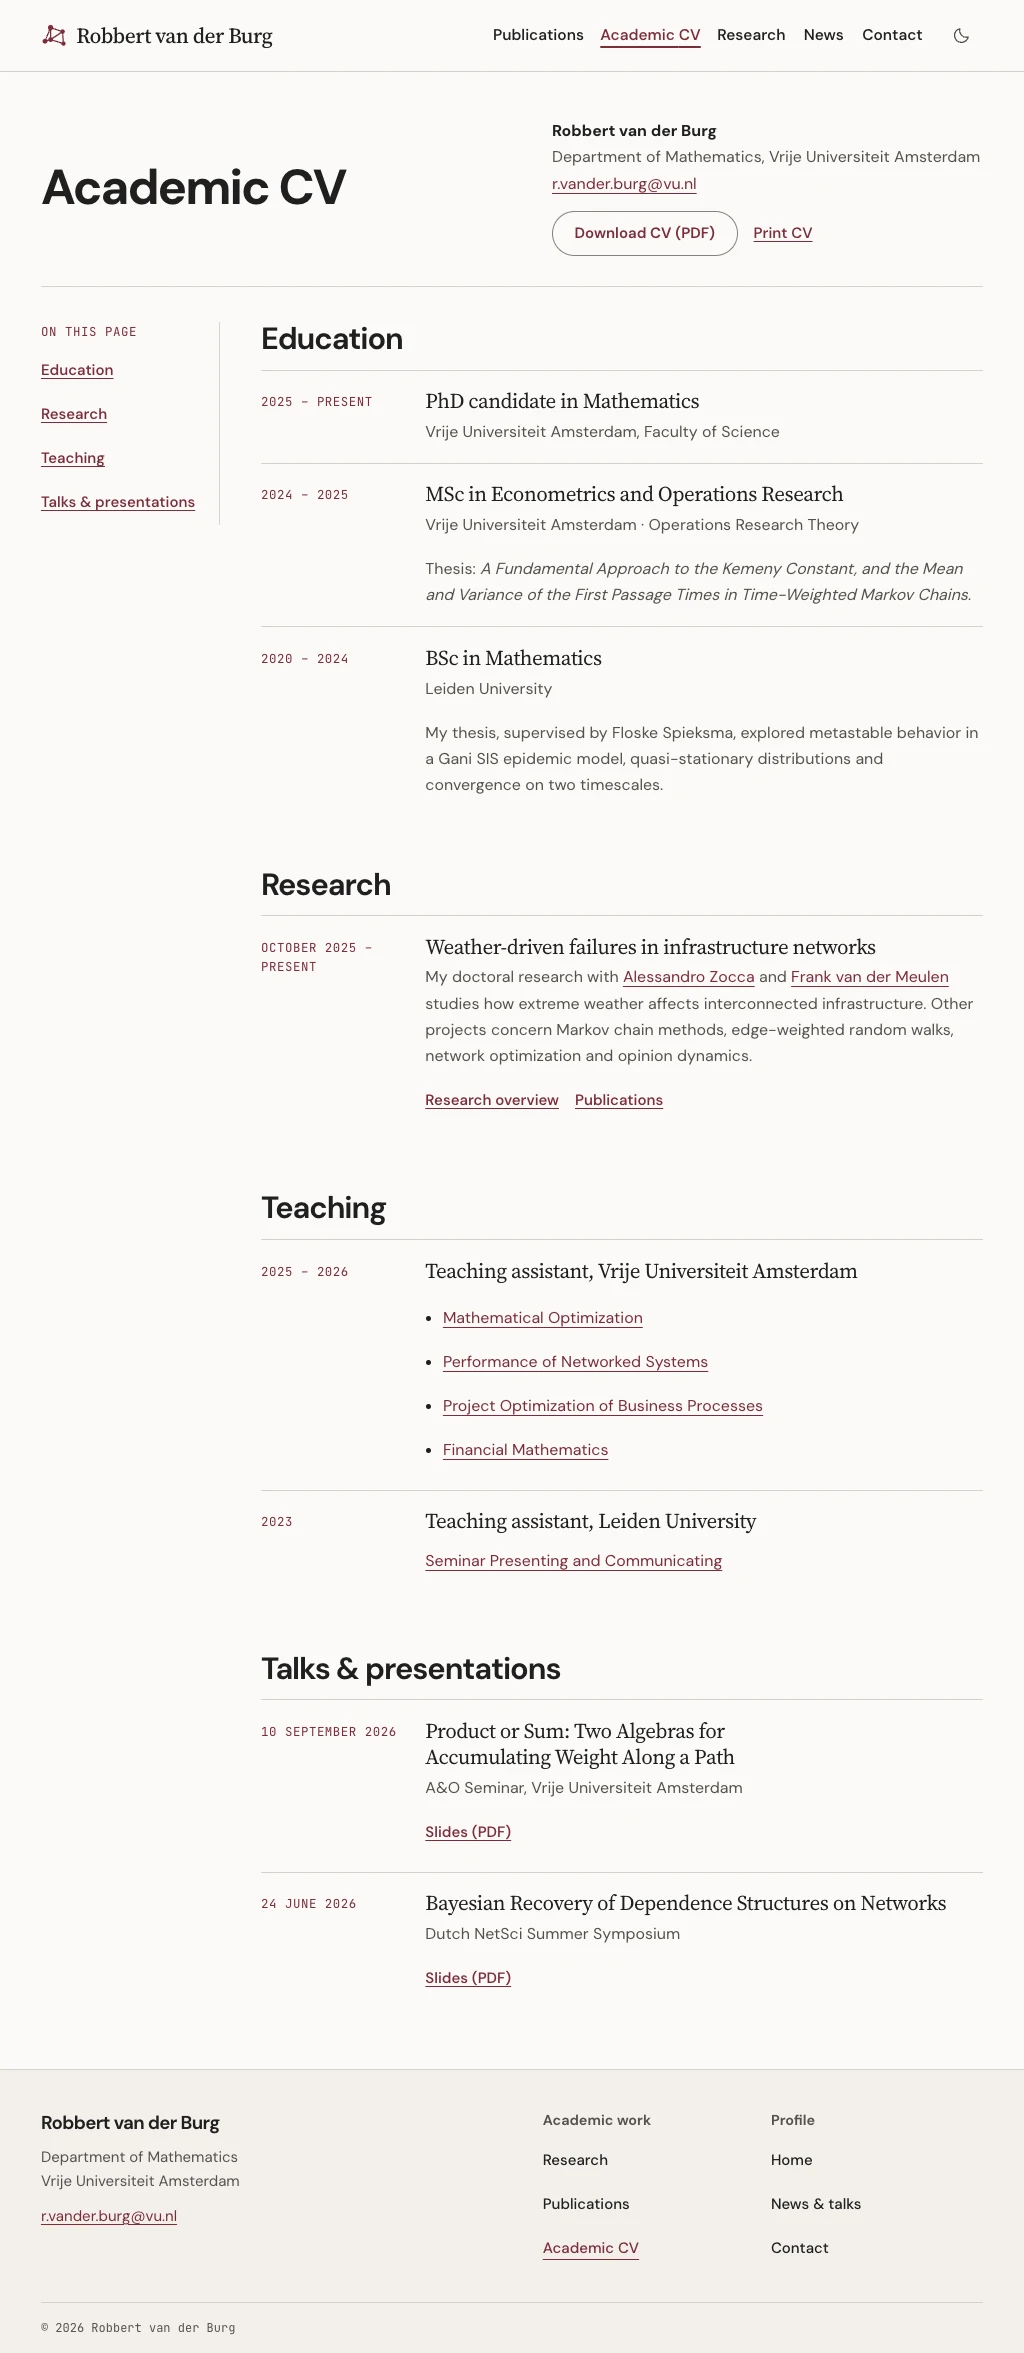 Robbert van der Burg
Publications Academic CV Research News Contact
Academic CV
Robbert van der Burg
Department of Mathematics, Vrije Universiteit Amsterdam
r.vander.burg@vu.nl
Download CV (PDF) Print CV
ON THIS PAGE
Education
Research
Teaching
Talks & presentations
Education
2025 – PRESENT
PhD candidate in Mathematics
Vrije Universiteit Amsterdam, Faculty of Science
2024 – 2025
MSc in Econometrics and Operations Research
Vrije Universiteit Amsterdam · Operations Research Theory
Thesis: A Fundamental Approach to the Kemeny Constant, and the Mean
and Variance of the First Passage Times in Time-Weighted Markov Chains.
2020 – 2024
BSc in Mathematics
Leiden University
My thesis, supervised by Floske Spieksma, explored metastable behavior in
a Gani SIS epidemic model, quasi-stationary distributions and
convergence on two timescales.
Research
OCTOBER 2025 –
PRESENT
Weather-driven failures in infrastructure networks
My doctoral research with Alessandro Zocca and Frank van der Meulen
studies how extreme weather affects interconnected infrastructure. Other
projects concern Markov chain methods, edge-weighted random walks,
network optimization and opinion dynamics.
Research overview Publications
Teaching
2025 – 2026
Teaching assistant, Vrije Universiteit Amsterdam
• Mathematical Optimization
• Performance of Networked Systems
• Project Optimization of Business Processes
• Financial Mathematics
2023
Teaching assistant, Leiden University
Seminar Presenting and Communicating
Talks & presentations
10 SEPTEMBER 2026
Product or Sum: Two Algebras for
Accumulating Weight Along a Path
A&O Seminar, Vrije Universiteit Amsterdam
Slides (PDF)
24 JUNE 2026
Bayesian Recovery of Dependence Structures on Networks
Dutch NetSci Summer Symposium
Slides (PDF)
Robbert van der Burg
Department of Mathematics
Vrije Universiteit Amsterdam
r.vander.burg@vu.nl
Academic work
Research
Publications
Academic CV
Profile
Home
News & talks
Contact
© 2026 Robbert van der Burg